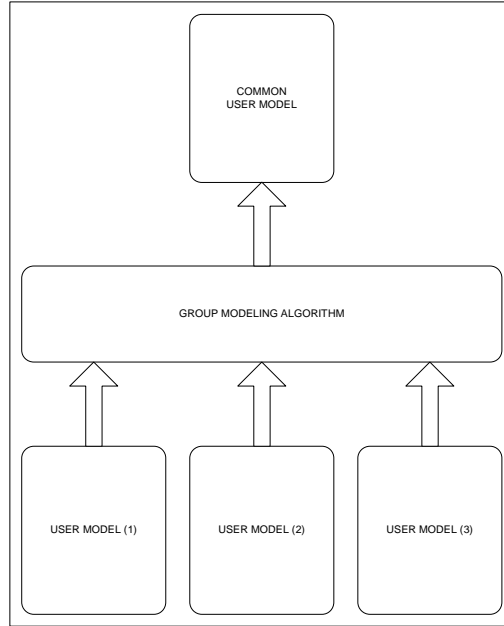 COMMON
USER MODEL
GROUP MODELING ALGORITHM
USER MODEL (1)
USER MODEL (2)
USER MODEL (3)